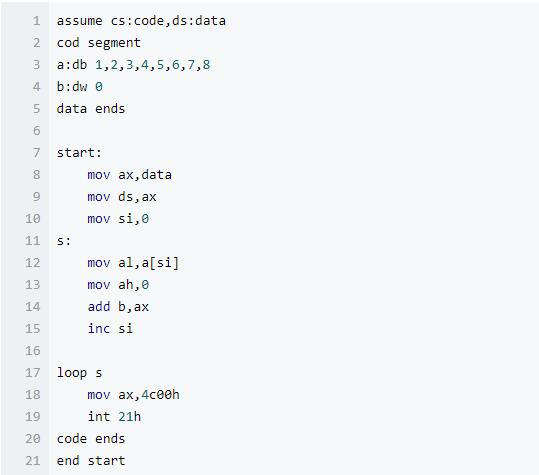 1 assume cs:code,ds:data
2 cod segment
3 a:db 1,2,3,4,5,6,7,8
4 b:dw 0
5 data ends
6
7 start:
8 mov ax,data
9 mov ds,ax
10 mov si,0
11 s:
12 mov al,a[si]
13 mov ah,0
14 add b,ax
15 inc si
16
17 loop s
18 mov ax,4c00h
19 int 21h
20 code ends
21 end start